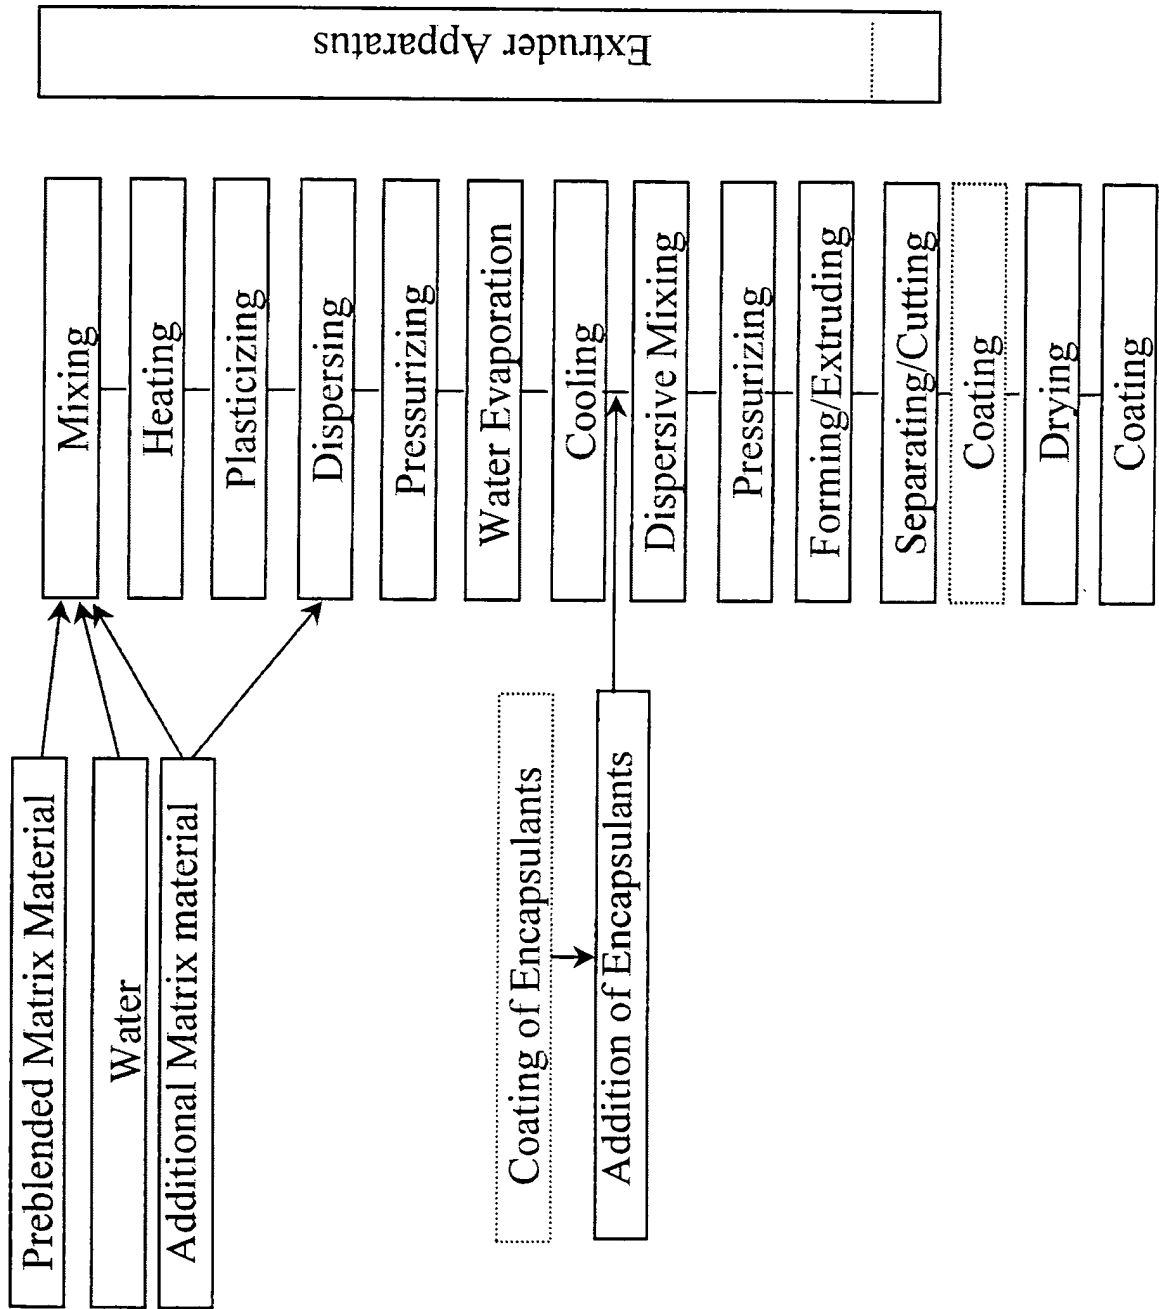 Preblended Matrix Material
Water
Additional Matrix material
Coating of Encapsulants
Addition of Encapsulants
Mixing
Heating
Plasticizing
Dispersing
Pressurizing
Water Evaporation
Cooling
Dispersive Mixing
Pressurizing
Forming/Extruding
Separating/Cutting
Coating
Drying
Coating
Extruder Apparatus